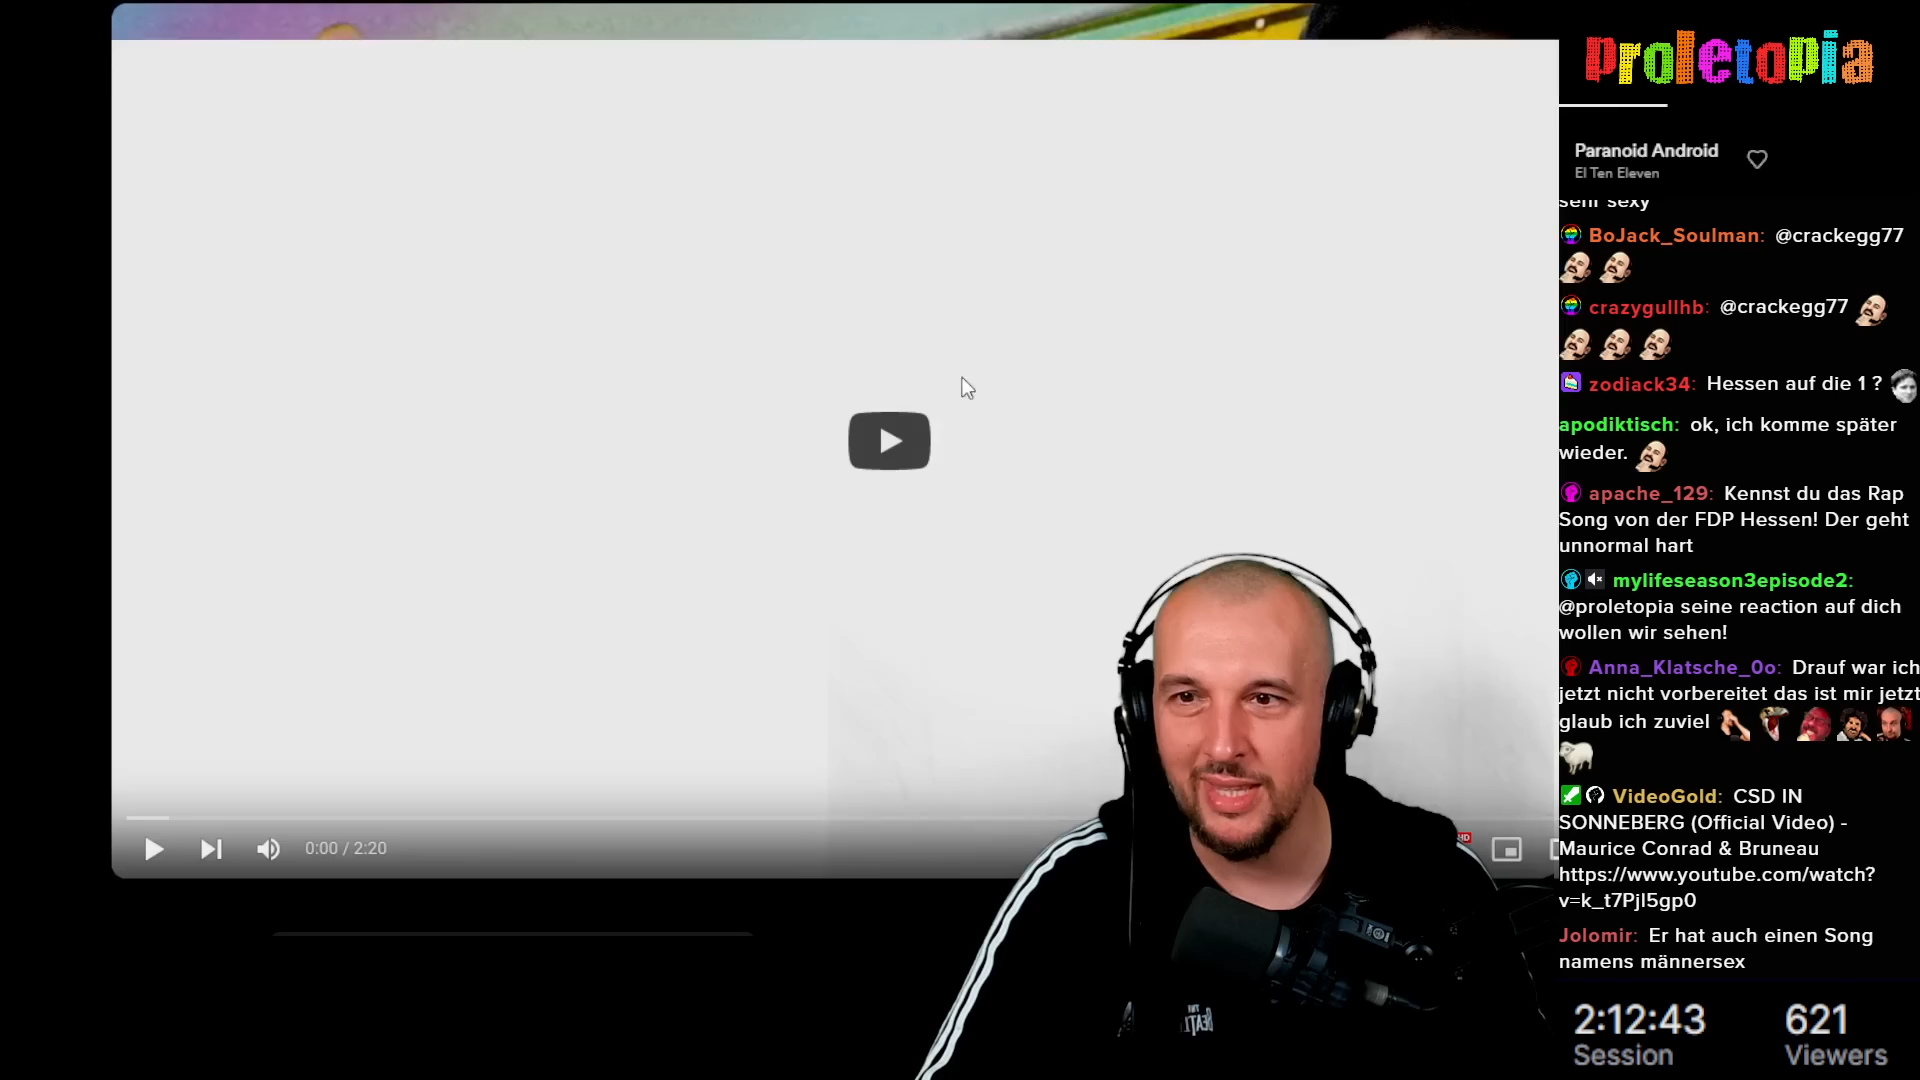 Proletopia
Paranoid Android
El Ten Eleven
sehr sexy
BoJack_Soulman: @crackegg77
crazygullhb: @crackegg77
zodiack34: Hessen auf die 1 ?
apodiktisch: ok, ich komme später
wieder.
apache_129: Kennst du das Rap
Song von der FDP Hessen! Der geht
unnormal hart
mylifeseason3episode2:
@proletopia seine reaction auf dich
wollen wir sehen!
Anna_Klatsche_0o: Drauf war ich
jetzt nicht vorbereitet das ist mir jetzt
glaub ich zuviel
VideoGold: CSD IN
SONNEBERG (Official Video) -
Maurice Conrad & Bruneau
https://www.youtube.com/watch?
v=k_t7Pjl5gp0
Jolomir: Er hat auch einen Song
namens männersex
0:00 / 2:20
HD
2:12:43
Session
621
Viewers